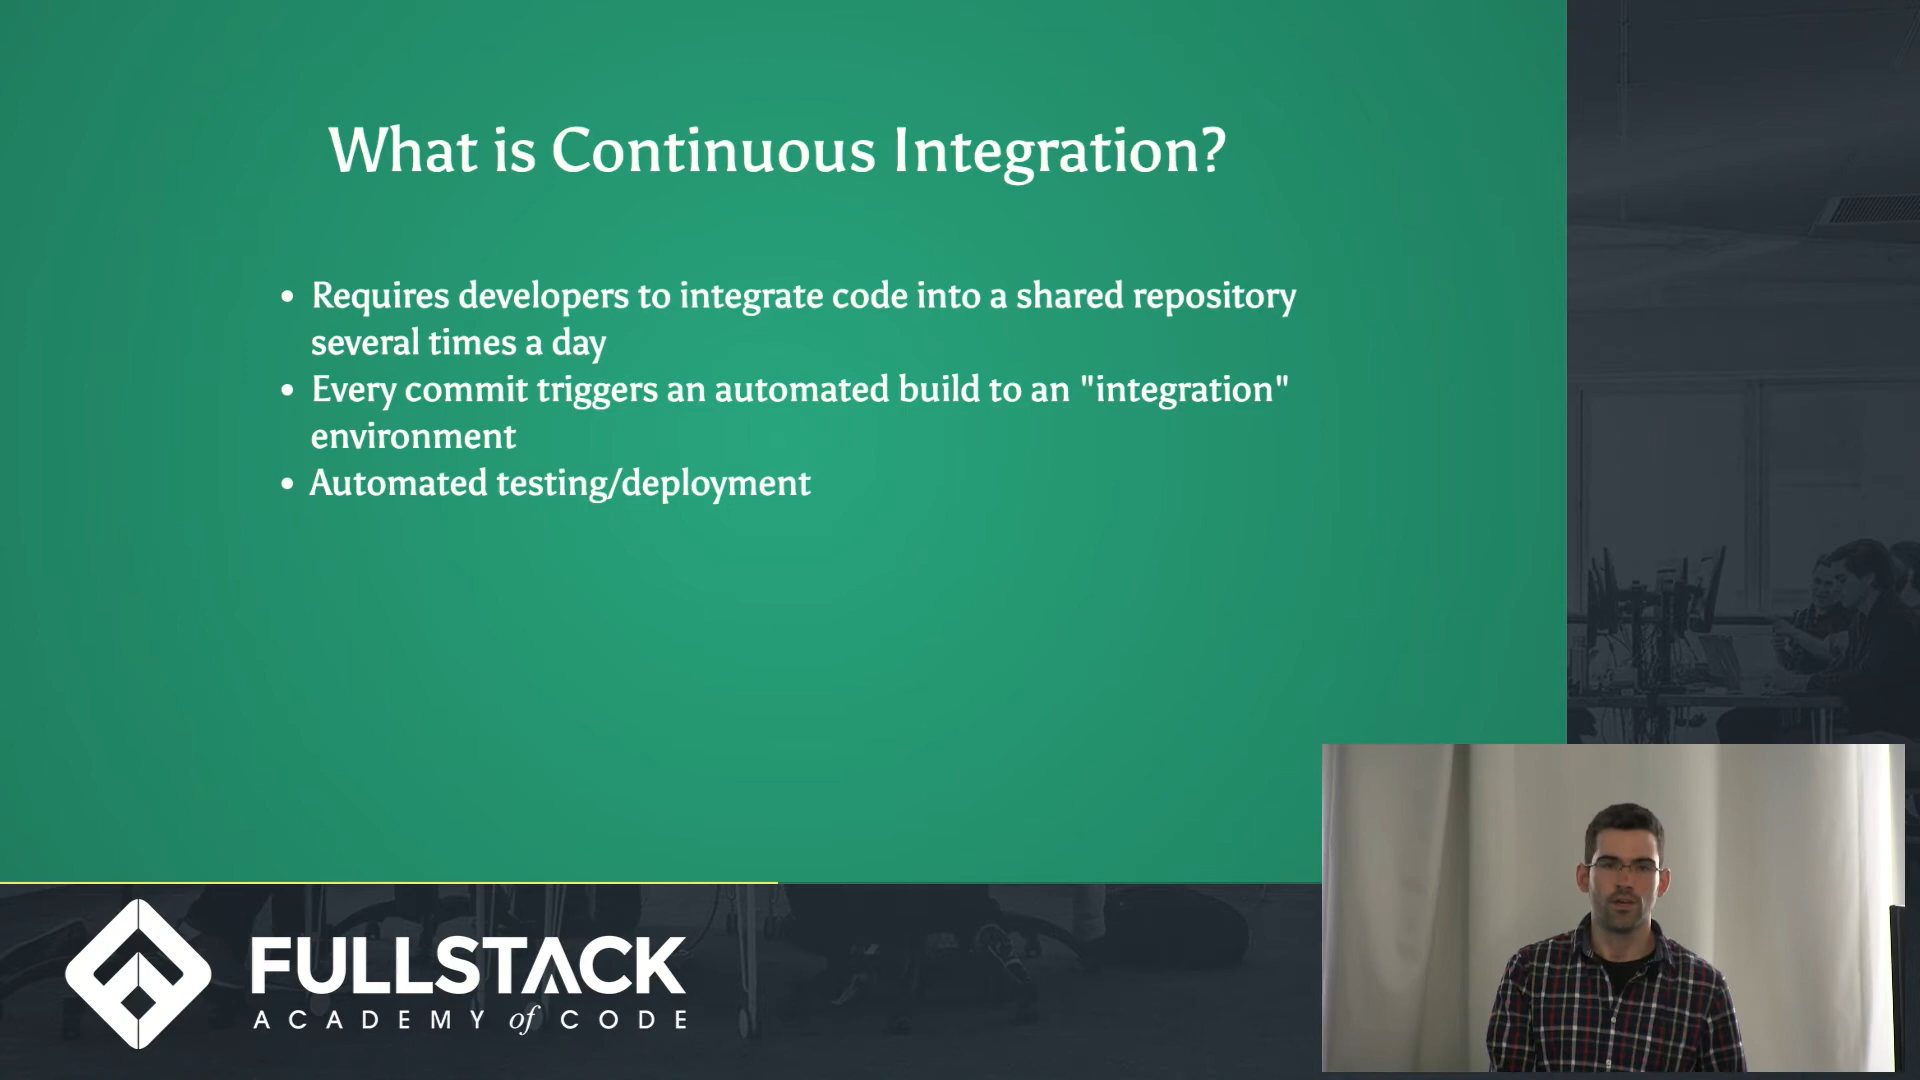 What is Continuous Integration?
• Requires developers to integrate code into a shared repository
several times a day
• Every commit triggers an automated build to an "integration"
environment
• Automated testing/deployment
FULLSTACK
ACADEMY of CODE